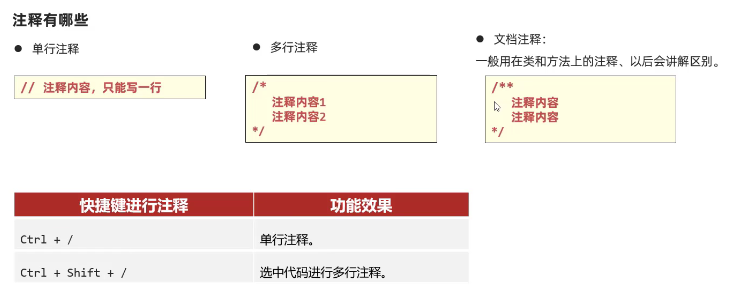 注释有哪些
● 单行注释
// 注释内容，只能写一行
● 多行注释
/*
注释内容1
注释内容2
*/
● 文档注释：
一般用在类和方法上的注释、以后会讲解区别。
/**
注释内容
注释内容
*/
快捷键进行注释 功能效果
Ctrl + / 单行注释。
Ctrl + Shift + / 选中代码进行多行注释。